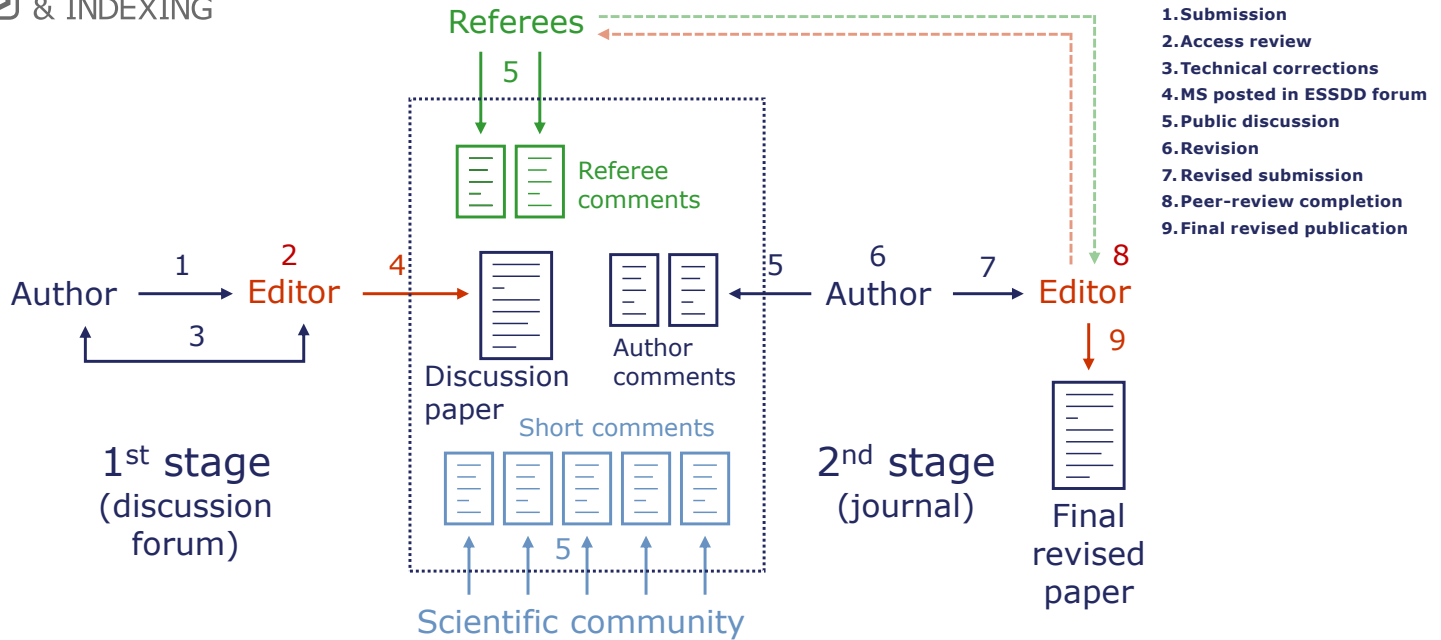 & INDEXING
Referees
5
Referee
comments
1
2
4
Author
Editor
3
Discussion
paper
Author
comments
5
6
Author
7
8
Editor
9
Short comments
5
Scientific community
1st stage
(discussion
forum)
2nd stage
(journal)
Final
revised
paper
1.Submission
2.Access review
3.Technical corrections
4.MS posted in ESSDD forum
5.Public discussion
6.Revision
7.Revised submission
8.Peer-review completion
9.Final revised publication